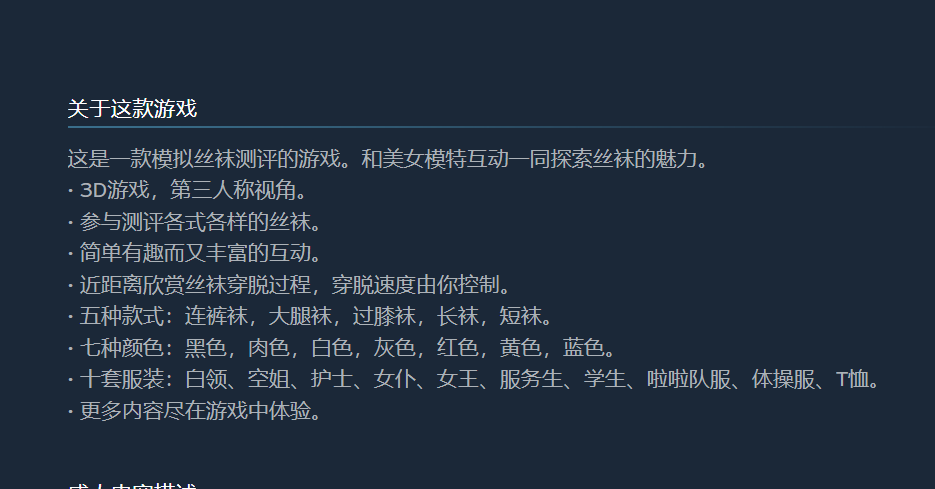 关于这款游戏
这是一款模拟丝袜测评的游戏。和美女模特互动一同探索丝袜的魅力。
· 3D游戏，第三人称视角。
· 参与测评各式各样的丝袜。
· 简单有趣而又丰富的互动。
· 近距离欣赏丝袜穿脱过程，穿脱速度由你控制。
· 五种款式：连裤袜，大腿袜，过膝袜，长袜，短袜。
· 七种颜色：黑色，肉色，白色，灰色，红色，黄色，蓝色。
· 十套服装：白领、空姐、护士、女仆、女王、服务生、学生、啦啦队服、体操服、T恤。
· 更多内容尽在游戏中体验。